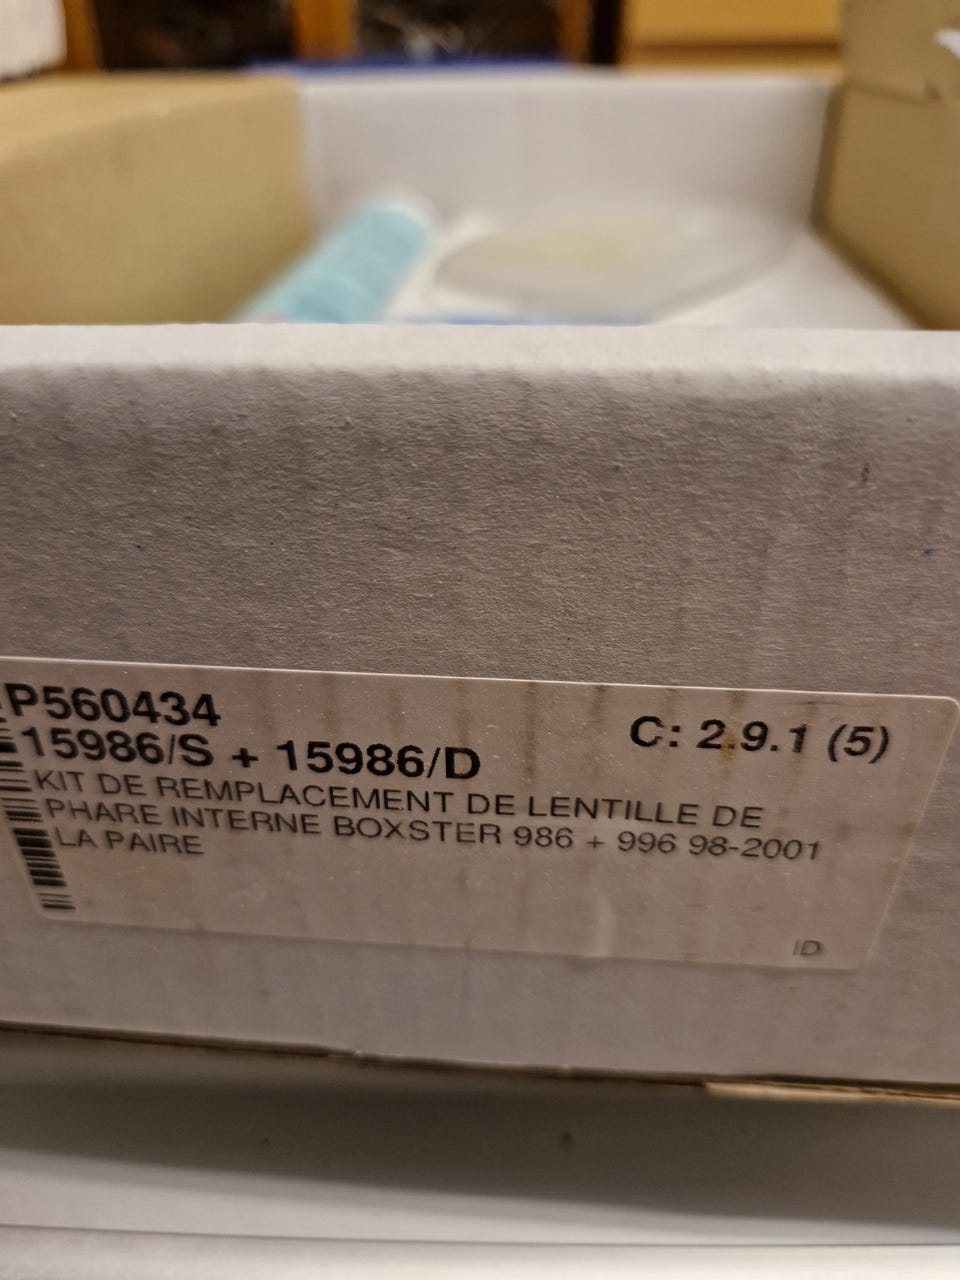 P560434
C: 2.9.1 (5)
15986/S + 15986/D
KIT DE REMPLACEMENT DE LENTILLE DE
PHARE INTERNE BOXSTER 986 + 996 98-2001
LA PAIRE
ID